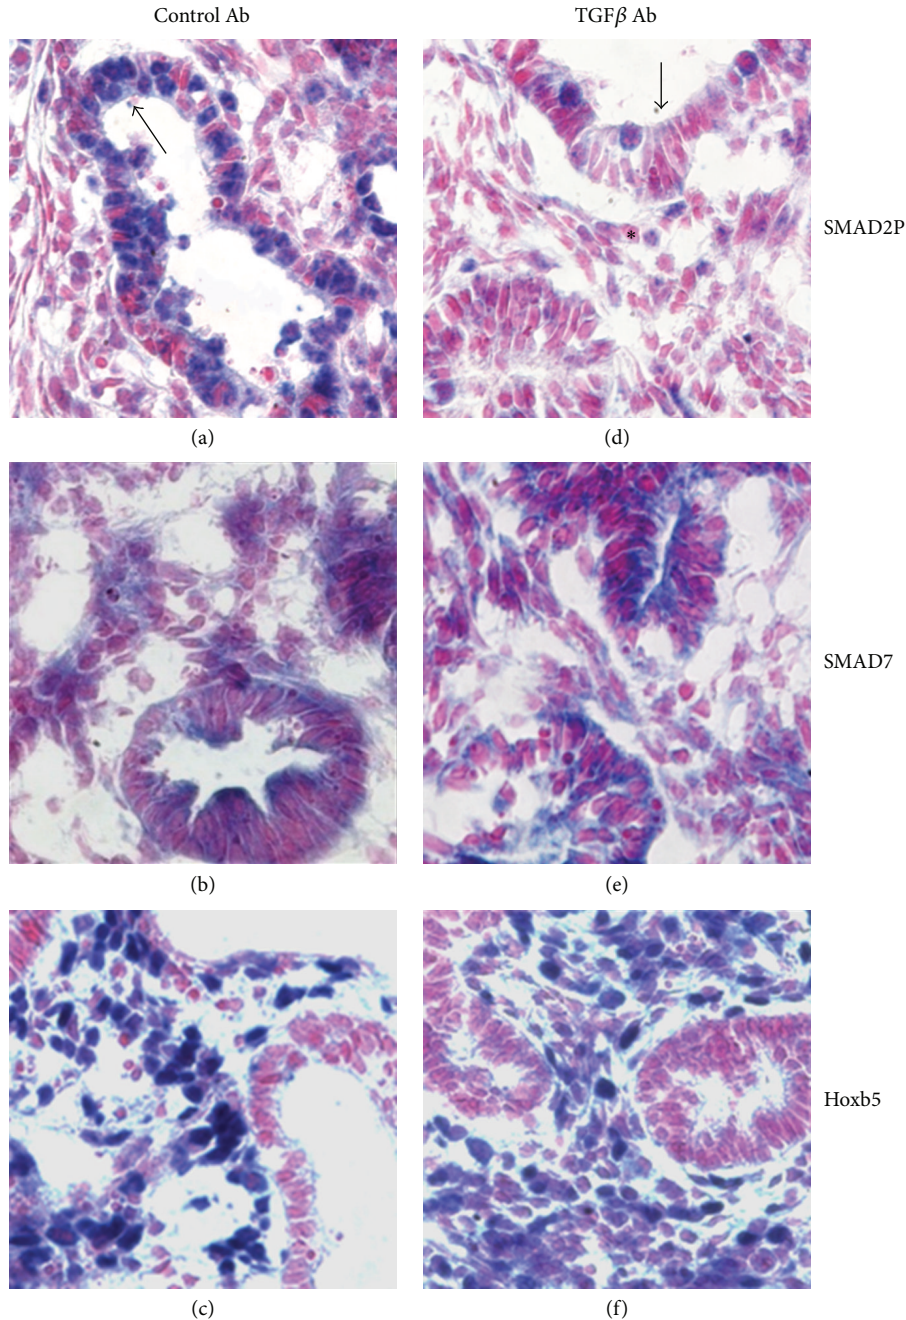 Control Ab
TGFβ Ab
*
SMAD2P
(a)
(d)
SMAD7
(b)
(e)
Hoxb5
(c)
(f)